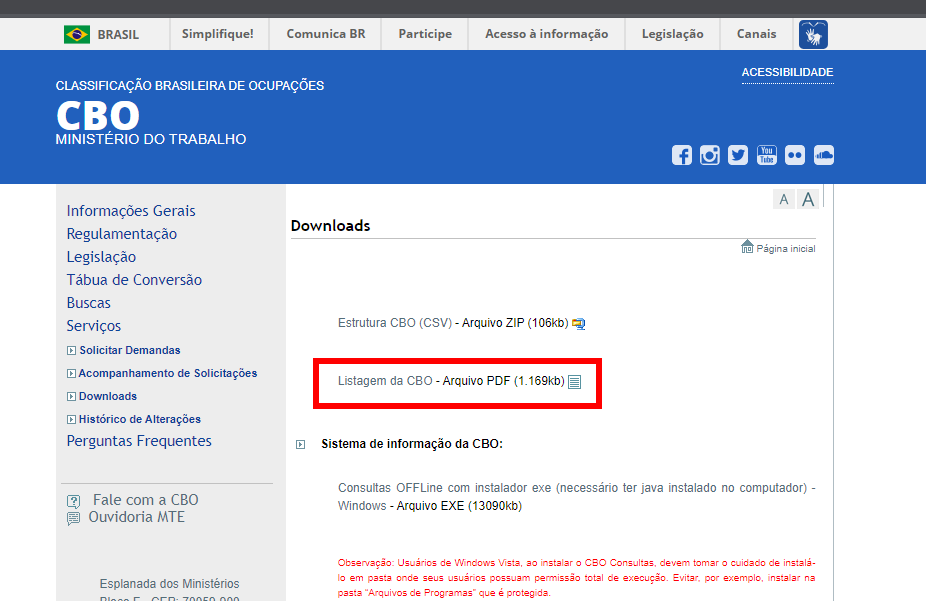 BRASIL Simplifique! Comunica BR Participe Acesso à informação Legislação Canais
ACESSIBILIDADE
CLASSIFICAÇÃO BRASILEIRA DE OCUPAÇÕES
CBO
MINISTÉRIO DO TRABALHO
You
Tube
Informações Gerais
Regulamentação
Legislação
Tábua de Conversão
Buscas
Serviços
Solicitar Demandas
Acompanhamento de Solicitações
Downloads
Histórico de Alterações
Perguntas Frequentes
Fale com a CBO
Ouvidoria MTE
Esplanada dos Ministérios
Bloco F - CEP: 70059-900
A A
Downloads
Página inicial
Estrutura CBO (CSV) - Arquivo ZIP (106kb)
Listagem da CBO - Arquivo PDF (1.169kb)
Sistema de informação da CBO:
Consultas OFFLine com instalador exe (necessário ter java instalado no computador) -
Windows - Arquivo EXE (13090kb)
Observação: Usuários de Windows Vista, ao instalar o CBO Consultas, devem tomar o cuidado de instalá-
lo em pasta onde seus usuários possuam permissão total de execução. Evitar, por exemplo, instalar na
pasta "Arquivos de Programas" que é protegida.